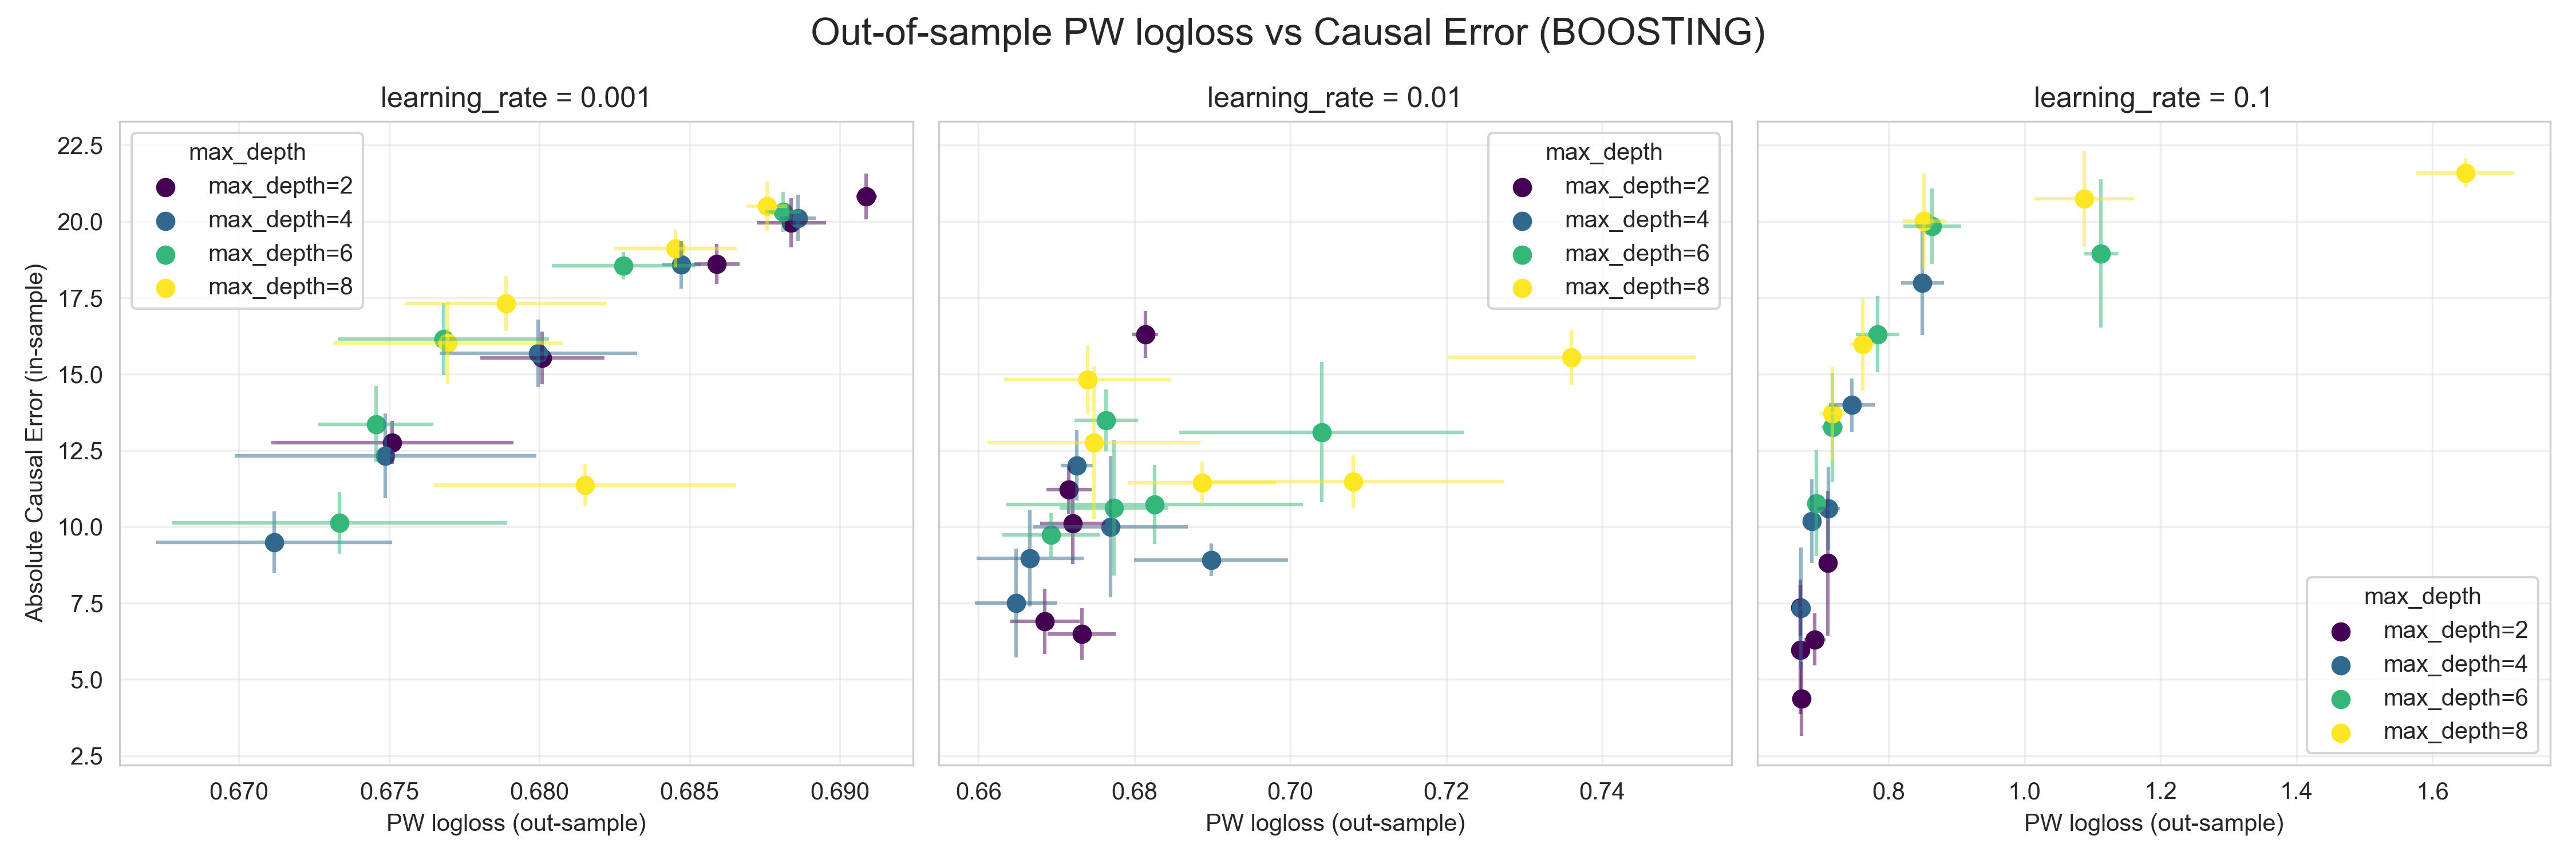 Out-of-sample PW logloss vs Causal Error (BOOSTING)
learning_rate = 0.001
learning_rate = 0.01
learning_rate = 0.1
Absolute Causal Error (in-sample)
22.5
20.0
17.5
15.0
12.5
10.0
7.5
5.0
2.5
max_depth
max_depth=2
max_depth=4
max_depth=6
max_depth=8
0.670
0.675
0.680
0.685
0.690
PW logloss (out-sample)
max_depth
max_depth=2
max_depth=4
max_depth=6
max_depth=8
0.66
0.68
0.70
0.72
0.74
PW logloss (out-sample)
max_depth
max_depth=2
max_depth=4
max_depth=6
max_depth=8
0.8
1.0
1.2
1.4
1.6
PW logloss (out-sample)